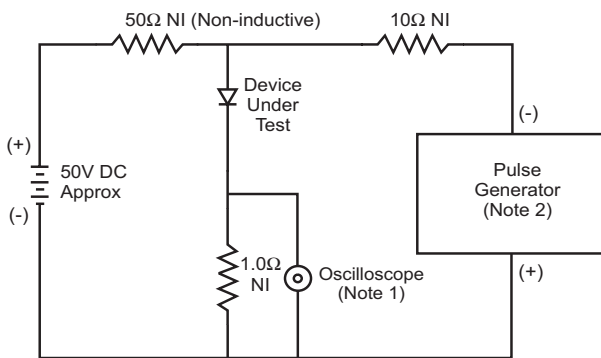 50Ω NI (Non-inductive)
10Ω NI
Device
Under
Test
(+)
50V DC
Approx
(-)
(-)
Pulse
Generator
(Note 2)
(+)
1.0Ω
NI
Oscilloscope
(Note 1)